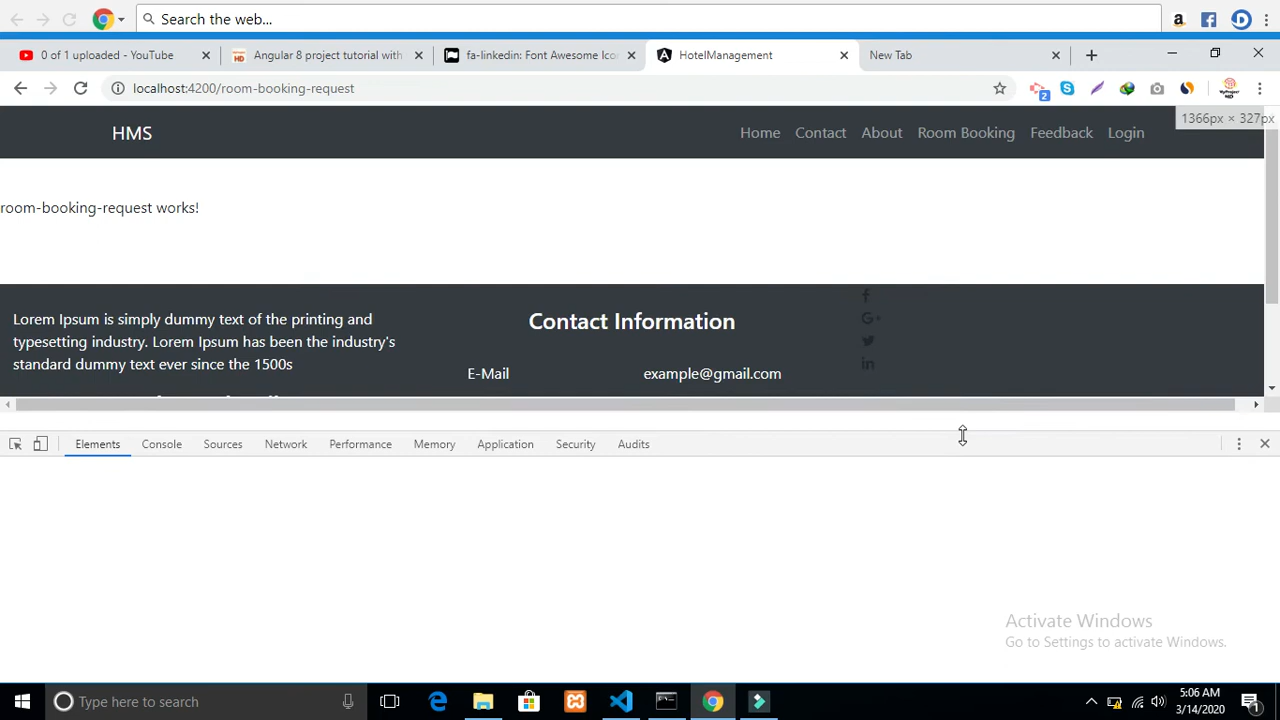 Search the web...
0 of 1 uploaded - YouTube
Angular 8 project tutorial with
fa-linkedin: Font Awesome Ico
HotelManagement
New Tab
localhost:4200/room-booking-request
2
1366px × 327px
HMS
Home Contact About Room Booking Feedback Login
room-booking-request works!
Lorem Ipsum is simply dummy text of the printing and
typesetting industry. Lorem Ipsum has been the industry's
standard dummy text ever since the 1500s
Contact Information
E-Mail example@gmail.com
Elements Console Sources Network Performance Memory Application Security Audits
Activate Windows
Go to Settings to activate Windows.
Type here to search
5:06 AM
3/14/2020
1